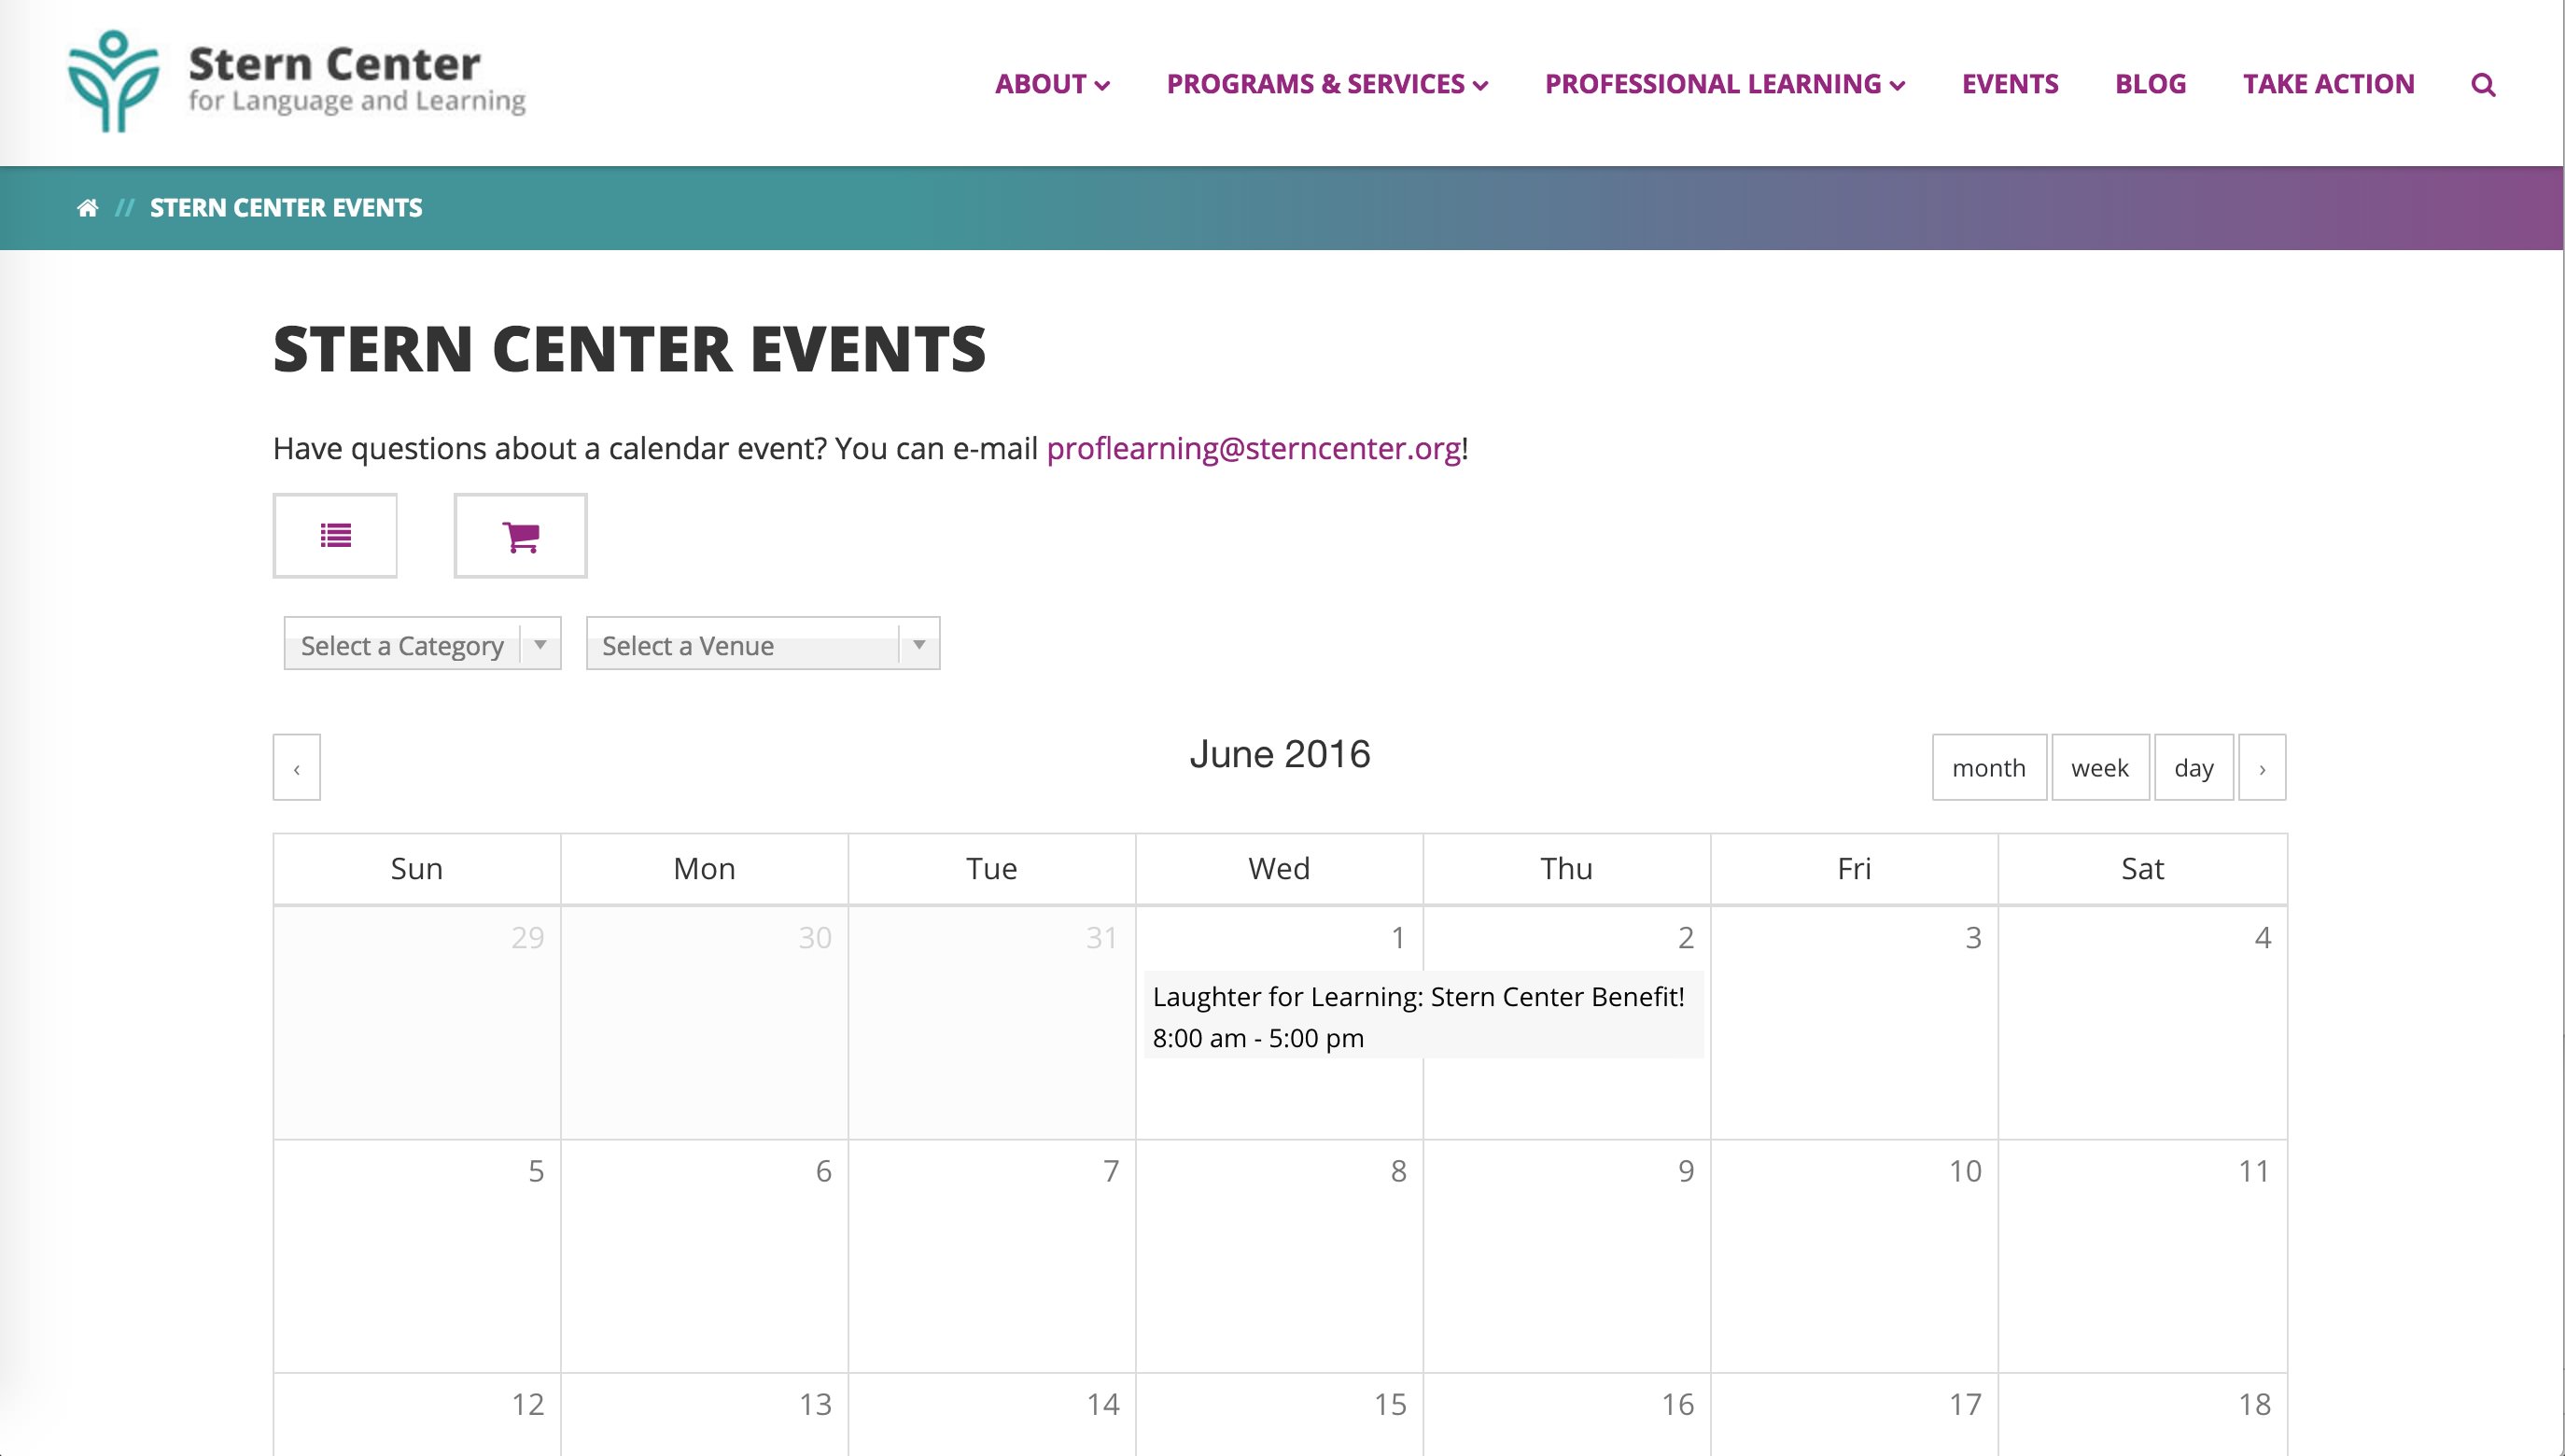 Stern Center
for Language and Learning
ABOUT PROGRAMS & SERVICES PROFESSIONAL LEARNING EVENTS BLOG TAKE ACTION
// STERN CENTER EVENTS
STERN CENTER EVENTS
Have questions about a calendar event? You can e-mail proflearning@sterncenter.org!
Select a Category Select a Venue
‹ June 2016 month week day ›
Sun Mon Tue Wed Thu Fri Sat
29 30 31 1 2 3 4
Laughter for Learning: Stern Center Benefit!
8:00 am - 5:00 pm
5 6 7 8 9 10 11
12 13 14 15 16 17 18